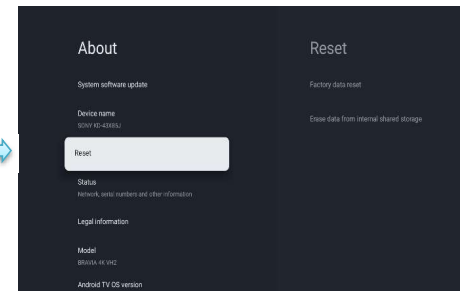 About
System software update
Device name
SONY KD-43X85J
Reset
Status
Network, serial numbers and other information
Legal information
Model
BRAVIA 4K VH2
Android TV OS version
Reset
Factory data reset
Erase data from internal shared storage